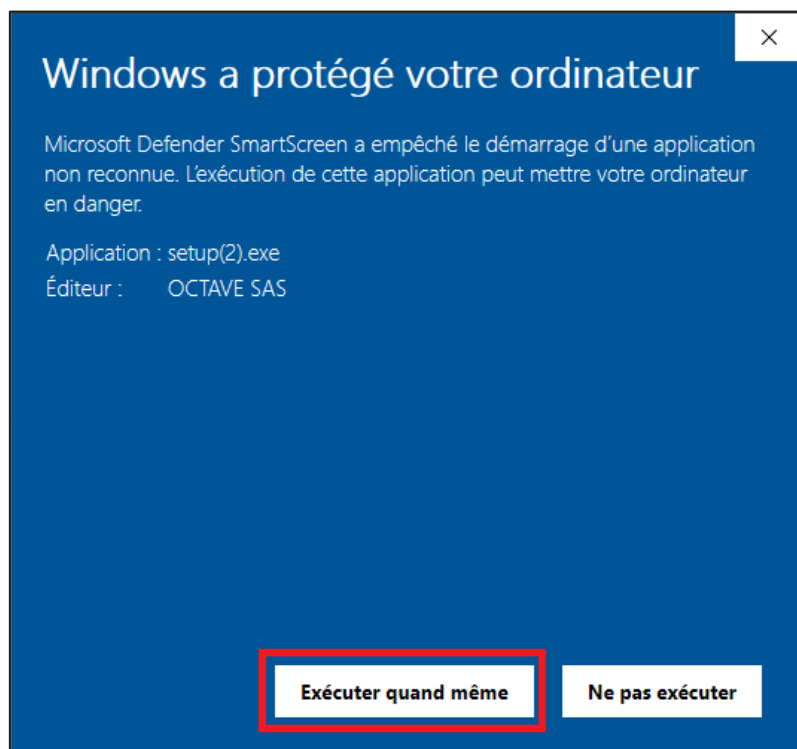 Windows a protégé votre ordinateur
Microsoft Defender SmartScreen a empêché le démarrage d’une application
non reconnue. L’exécution de cette application peut mettre votre ordinateur
en danger.
Application : setup(2).exe
Éditeur : OCTAVE SAS
Exécuter quand même
Ne pas exécuter